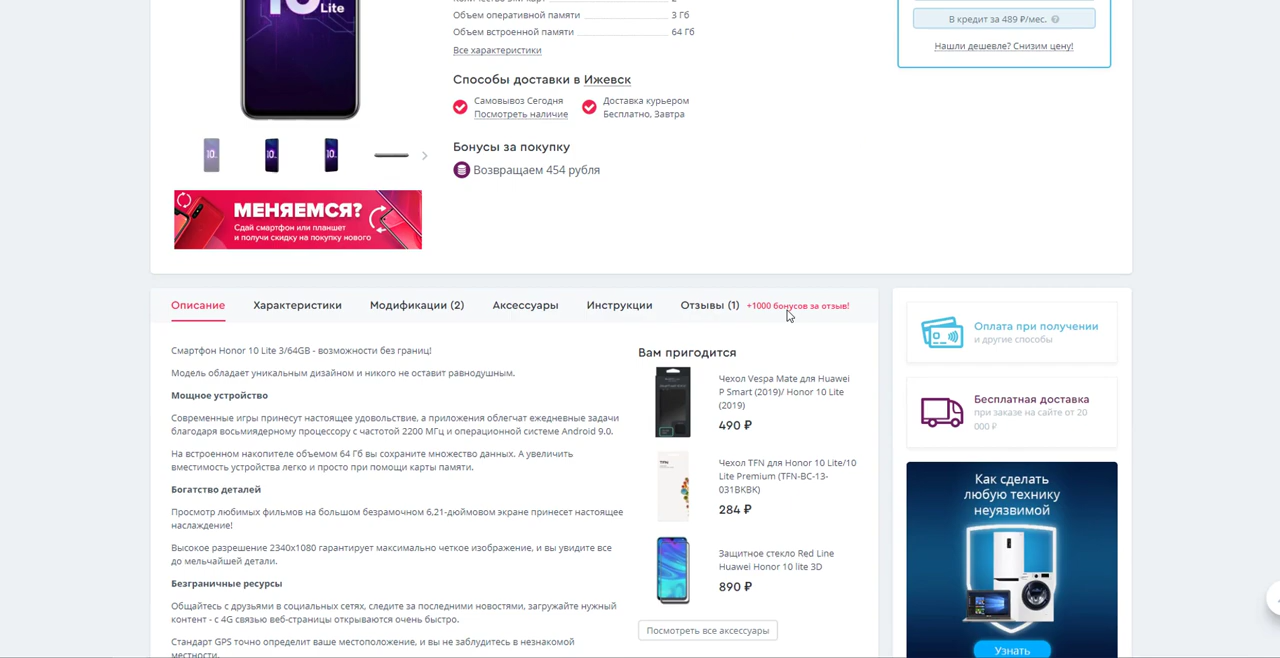 10 Lite
Объем оперативной памяти 3 Гб
Объем встроенной памяти 64 Гб
Все характеристики
В кредит за 489 ₽/мес.
Нашли дешевле? Снизим цену!
Способы доставки в Ижевск
Самовывоз Сегодня
Посмотреть наличие
Доставка курьером
Бесплатно, Завтра
Бонусы за покупку
Возвращаем 454 рубля
МЕНЯЕМСЯ?
Сдай смартфон или планшет
и получи скидку на покупку нового
Описание Характеристики Модификации (2) Аксессуары Инструкции Отзывы (1) +1000 бонусов за отзыв!
Смартфон Honor 10 Lite 3/64GB - возможности без границ!
Модель обладает уникальным дизайном и никого не оставит равнодушным.
Мощное устройство
Современные игры принесут настоящее удовольствие, а приложения облегчат ежедневные задачи
благодаря восьмиядерному процессору с частотой 2200 МГц и операционной системе Android 9.0.
На встроенном накопителе объемом 64 Гб вы сохраните множество данных. А увеличить
вместимость устройства легко и просто при помощи карты памяти.
Богатство деталей
Просмотр любимых фильмов на большом безрамочном 6,21-дюймовом экране принесет настоящее
наслаждение!
Высокое разрешение 2340x1080 гарантирует максимально четкое изображение, и вы увидите все
до мельчайшей детали.
Безграничные ресурсы
Общайтесь с друзьями в социальных сетях, следите за последними новостями, загружайте нужный
контент - с 4G связью веб-страницы открываются очень быстро.
Стандарт GPS точно определит ваше местоположение, и вы не заблудитесь в незнакомой
местности.
Вам пригодится
Чехол Vespa Mate для Huawei
P Smart (2019)/ Honor 10 Lite
(2019)
490 ₽
Чехол TFN для Honor 10 Lite/10
Lite Premium (TFN-BC-13-
031BKBK)
284 ₽
Защитное стекло Red Line
Huawei Honor 10 lite 3D
890 ₽
Посмотреть все аксессуары
Оплата при получении
и другие способы
Бесплатная доставка
при заказе на сайте от 20
000 ₽
Как сделать
любую технику
неуязвимой
Узнать